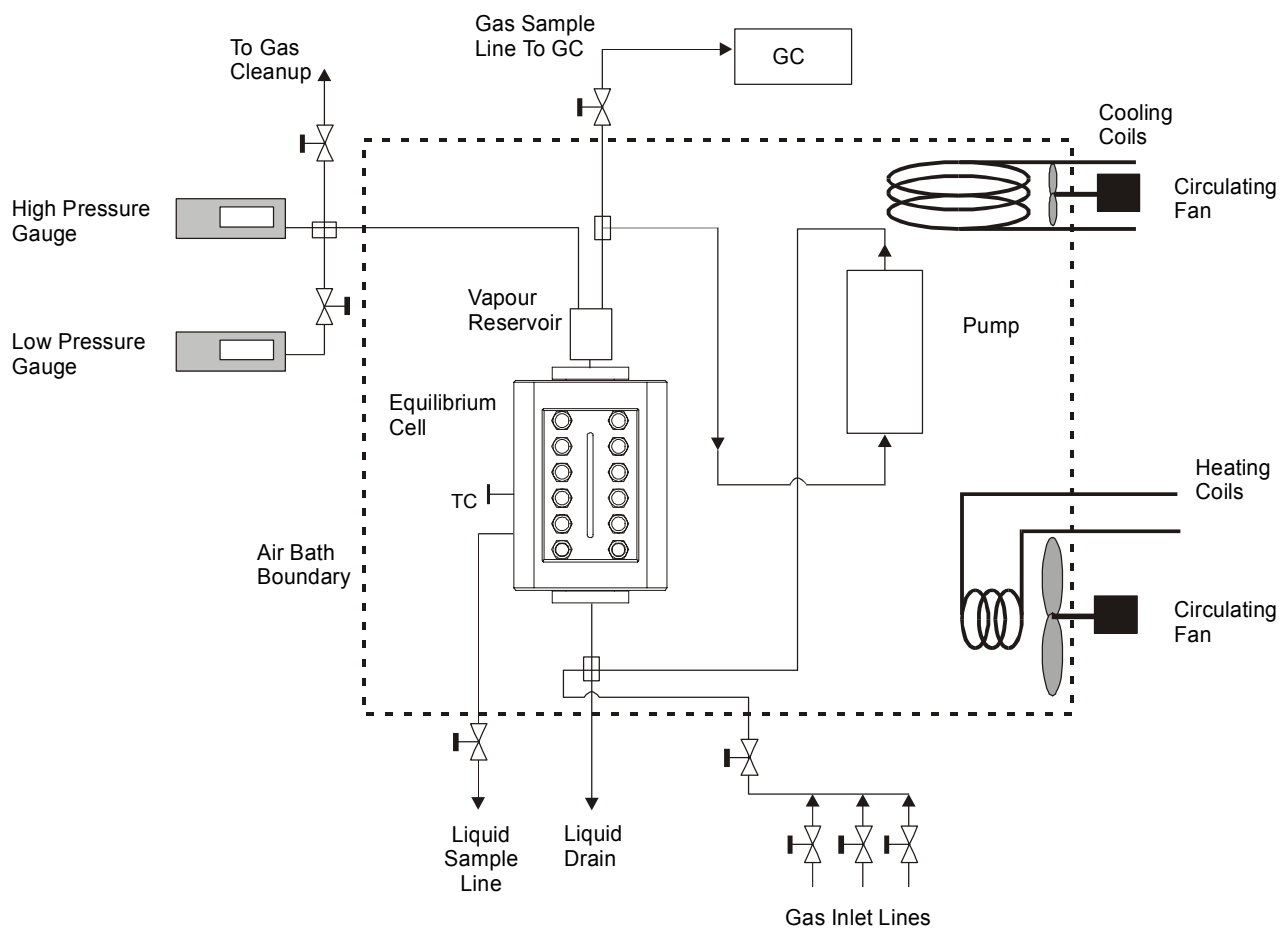 Gas Sample
Line To GC
To Gas
Cleanup
GC
Cooling
Coils
Circulating
Fan
High Pressure
Gauge
Low Pressure
Gauge
Vapour
Reservoir
Pump
Equilibrium
Cell
TC
Heating
Coils
Air Bath
Boundary
Circulating
Fan
Liquid
Sample
Line
Liquid
Drain
Gas Inlet Lines